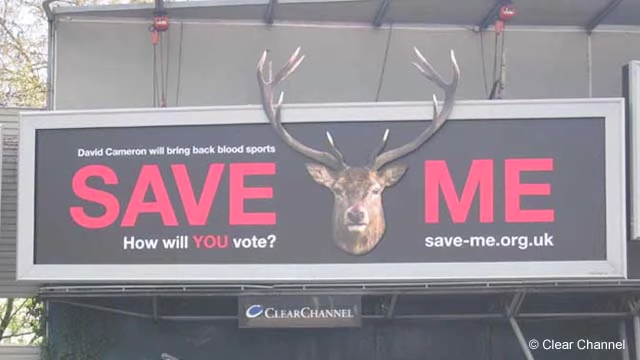 David Cameron will bring back blood sports
SAVE ME
How will YOU vote?
save-me.org.uk
CLEARCHANNEL
© Clear Channel